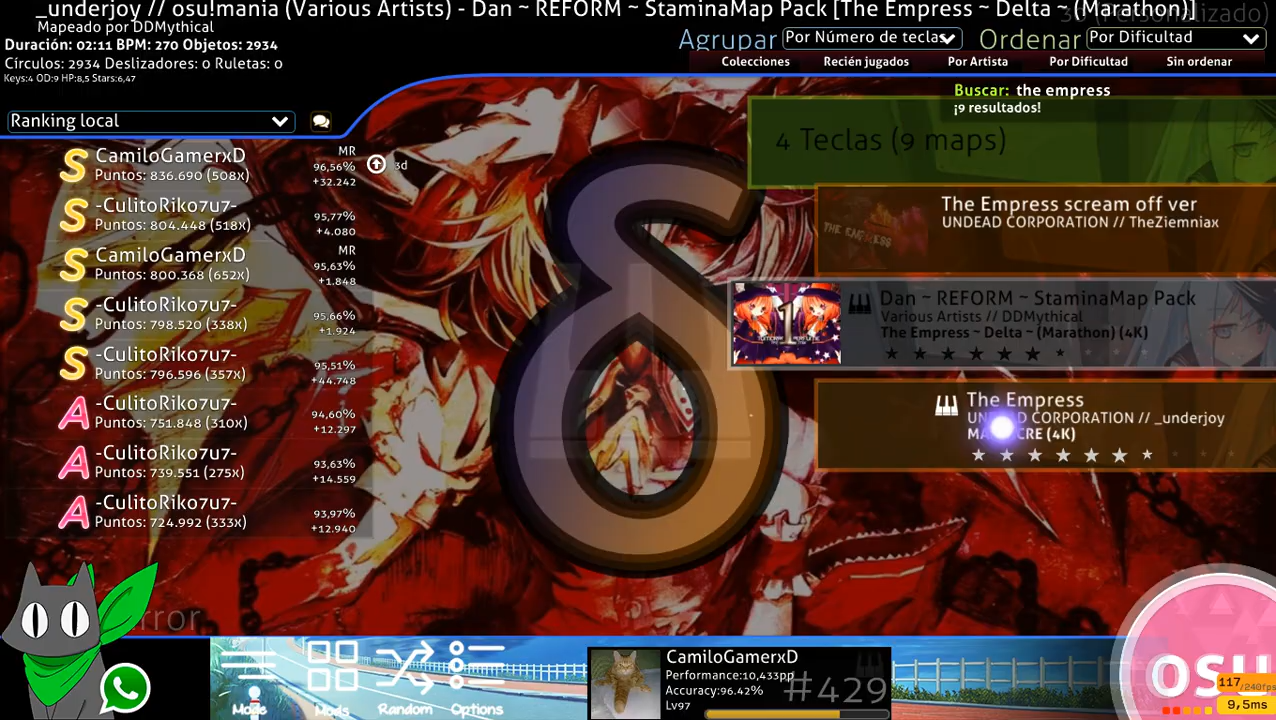 _underjoy // osu!mania (Various Artists) - Dan ~ REFORM ~ StaminaMap Pack [The Empress ~ Delta ~ (Marathon)]
Mapeado por DDMythical
Duración: 02:11 BPM: 270 Objetos: 2934
Círculos: 2934 Deslizadores: 0 Ruletas: 0
Keys:4 OD:9 HP:8,5 Stars:6,47
Agrupar Por Número de teclas
Ordenar Por Dificultad
Colecciones Recién jugados Por Artista Por Dificultad Sin ordenar
Buscar: the empress
¡9 resultados!
Ranking local
CamiloGamerxD MR
Puntos: 836.690 (508x) 96,56% 3d
+32.242
-CulitoRiko7u7-
Puntos: 804.448 (518x) 95,77%
+4.080
CamiloGamerxD MR
Puntos: 800.368 (652x) 95,63%
+1.848
-CulitoRiko7u7-
Puntos: 798.520 (338x) 95,66%
+1.924
-CulitoRiko7u7-
Puntos: 796.596 (357x) 95,51%
+44.748
-CulitoRiko7u7-
Puntos: 751.848 (310x) 94,60%
+12.297
-CulitoRiko7u7-
Puntos: 739.551 (275x) 93,63%
+14.559
-CulitoRiko7u7-
Puntos: 724.992 (333x) 93,97%
+12.940
δ
4 Teclas (9 maps)
THE EMPRESS
The Empress scream off ver
UNDEAD CORPORATION // TheZiemniax
Dan ~ REFORM ~ StaminaMap Pack
Various Artists // DDMythical
The Empress ~ Delta ~ (Marathon) (4K)
The Empress
CORPORATION // _underjoy
(4K)
Mode Mods Random Options
CamiloGamerxD
Performance:10,433pp
Accuracy:96.42%
Lv97
#429
117/240fps
9,5ms